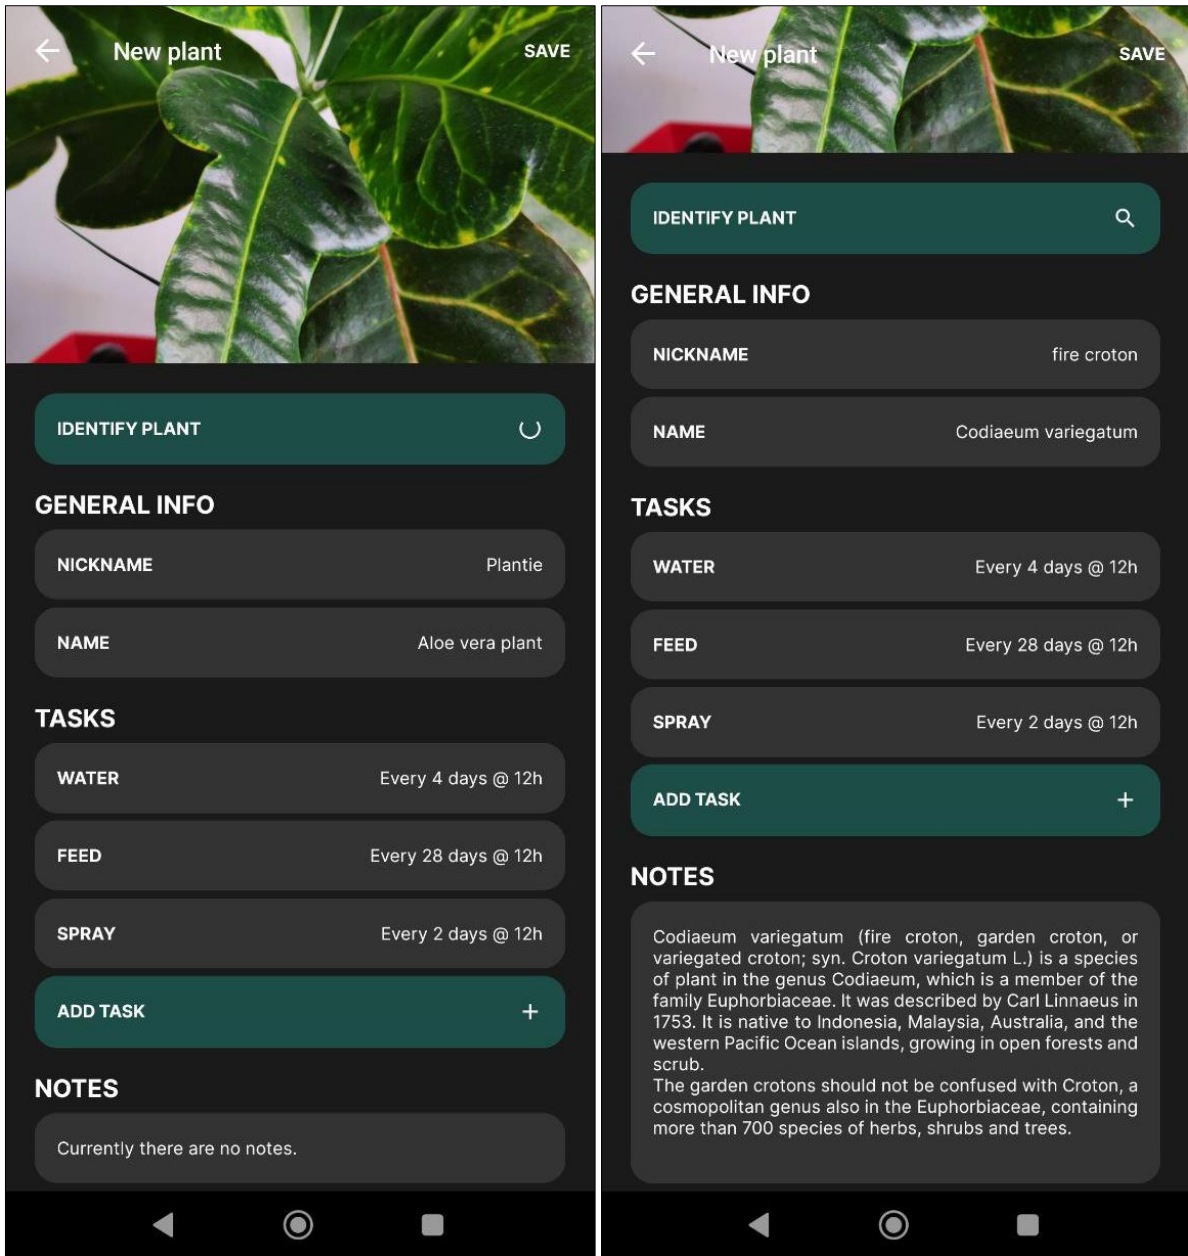 New plant
SAVE
IDENTIFY PLANT
GENERAL INFO
NICKNAME Plantie
NAME Aloe vera plant
TASKS
WATER Every 4 days @ 12h
FEED Every 28 days @ 12h
SPRAY Every 2 days @ 12h
ADD TASK +
NOTES
Currently there are no notes.
New plant
SAVE
IDENTIFY PLANT
GENERAL INFO
NICKNAME fire croton
NAME Codiaeum variegatum
TASKS
WATER Every 4 days @ 12h
FEED Every 28 days @ 12h
SPRAY Every 2 days @ 12h
ADD TASK +
NOTES
Codiaeum variegatum (fire croton, garden croton, or
variegated croton; syn. Croton variegatum L.) is a species
of plant in the genus Codiaeum, which is a member of the
family Euphorbiaceae. It was described by Carl Linnaeus in
1753. It is native to Indonesia, Malaysia, Australia, and the
western Pacific Ocean islands, growing in open forests and
scrub.
The garden crotons should not be confused with Croton, a
cosmopolitan genus also in the Euphorbiaceae, containing
more than 700 species of herbs, shrubs and trees.